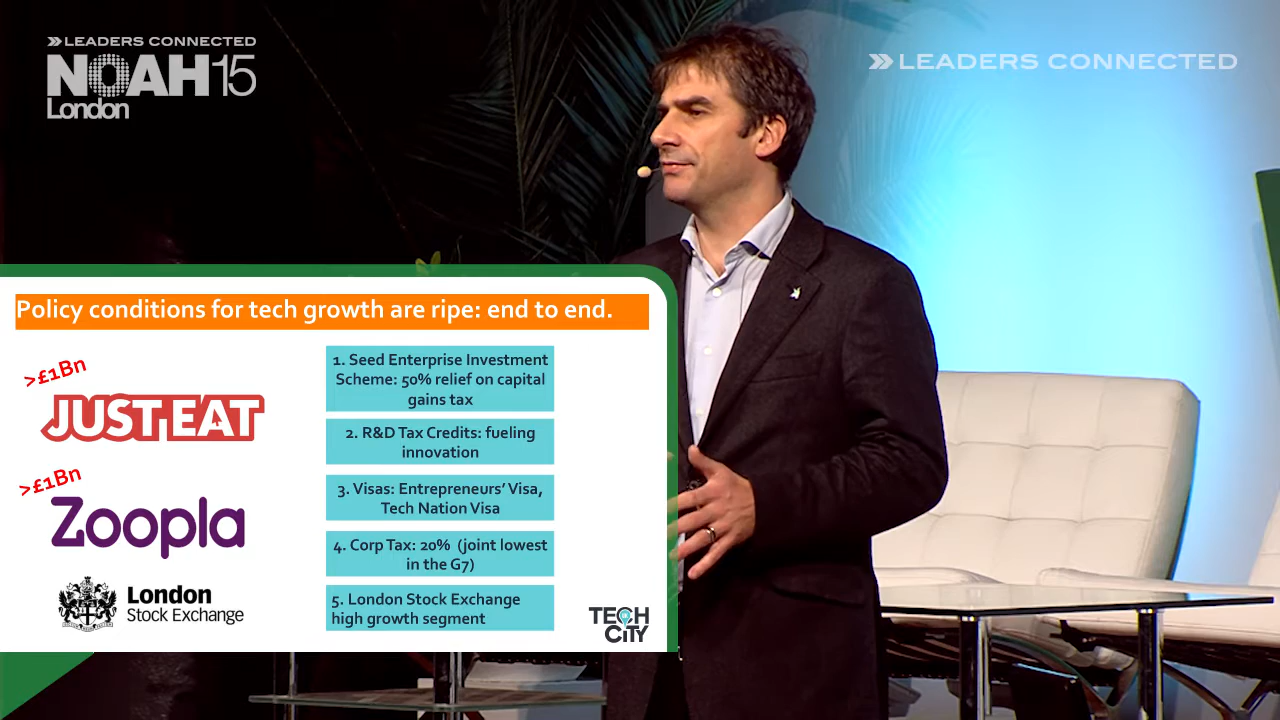 LEADERS CONNECTED
NOAH15
London
LEADERS CONNECTED
Policy conditions for tech growth are ripe: end to end.
>£1Bn
JUST EAT
>£1Bn
Zoopla
London
Stock Exchange
1. Seed Enterprise Investment
Scheme: 50% relief on capital
gains tax
2. R&D Tax Credits: fueling
innovation
3. Visas: Entrepreneurs' Visa,
Tech Nation Visa
4. Corp Tax: 20% (joint lowest
in the G7)
5. London Stock Exchange
high growth segment
TECH
CITY